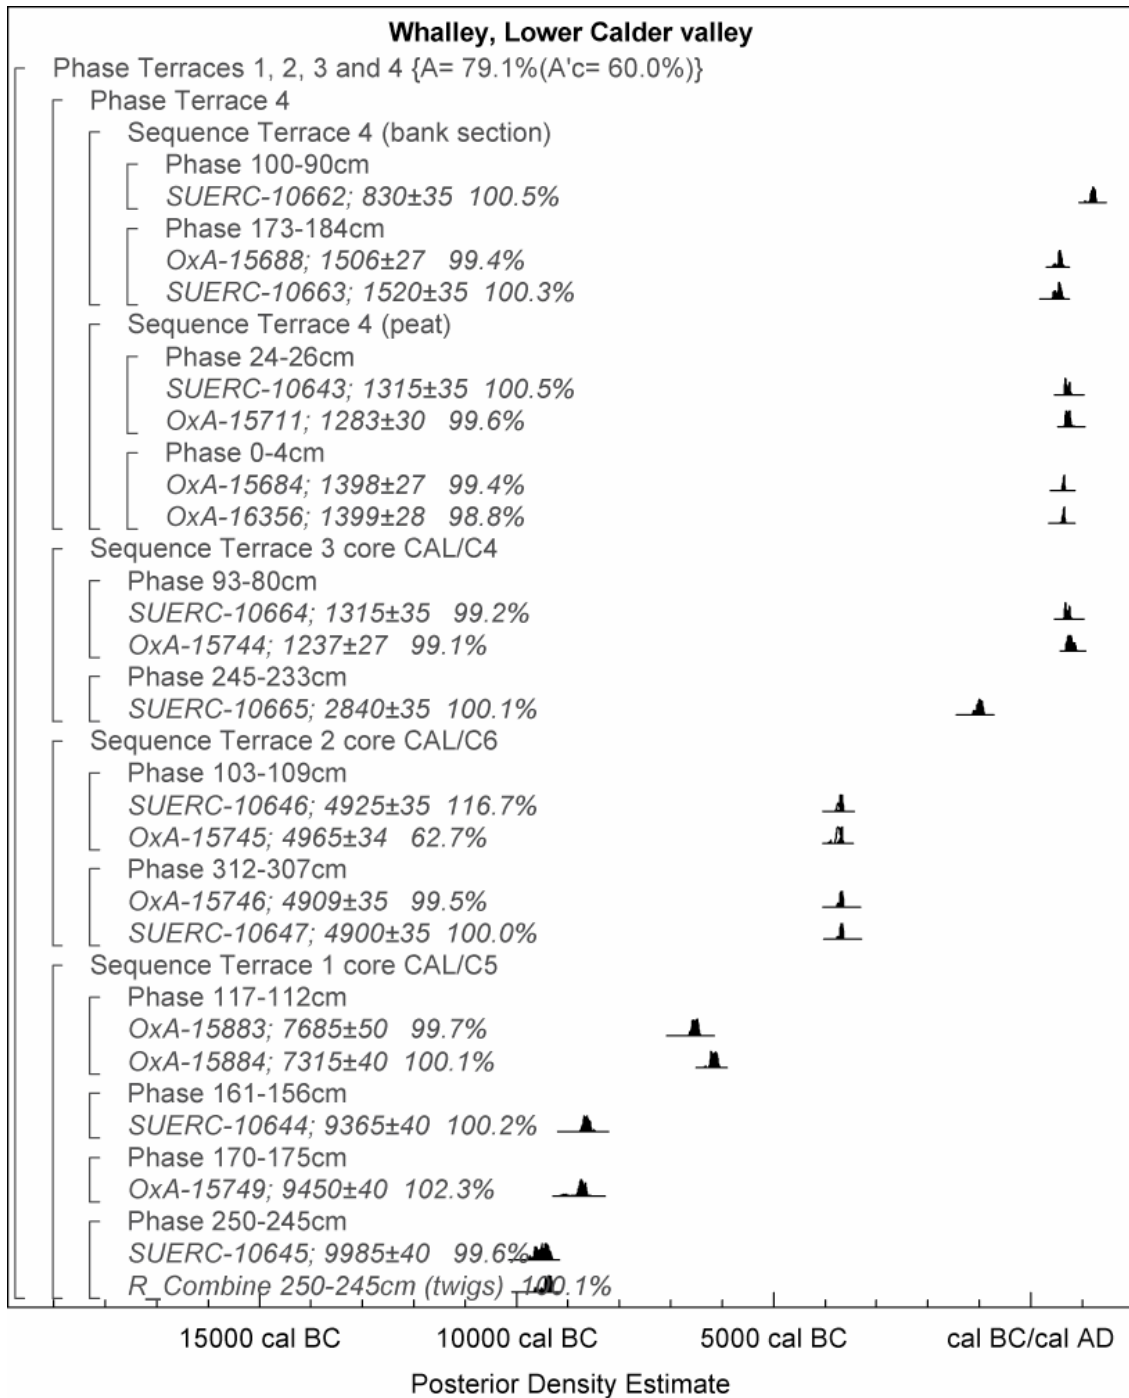 Whalley, Lower Calder valley
Phase Terraces 1, 2, 3 and 4 {A= 79.1%(A'c= 60.0%)}
Phase Terrace 4
Sequence Terrace 4 (bank section)
Phase 100-90cm
SUERC-10662; 830±35 100.5%
Phase 173-184cm
OxA-15688; 1506±27 99.4%
SUERC-10663; 1520±35 100.3%
Sequence Terrace 4 (peat)
Phase 24-26cm
SUERC-10643; 1315±35 100.5%
OxA-15711; 1283±30 99.6%
Phase 0-4cm
OxA-15684; 1398±27 99.4%
OxA-16356; 1399±28 98.8%
Sequence Terrace 3 core CAL/C4
Phase 93-80cm
SUERC-10664; 1315±35 99.2%
OxA-15744; 1237±27 99.1%
Phase 245-233cm
SUERC-10665; 2840±35 100.1%
Sequence Terrace 2 core CAL/C6
Phase 103-109cm
SUERC-10646; 4925±35 116.7%
OxA-15745; 4965±34 62.7%
Phase 312-307cm
OxA-15746; 4909±35 99.5%
SUERC-10647; 4900±35 100.0%
Sequence Terrace 1 core CAL/C5
Phase 117-112cm
OxA-15883; 7685±50 99.7%
OxA-15884; 7315±40 100.1%
Phase 161-156cm
SUERC-10644; 9365±40 100.2%
Phase 170-175cm
OxA-15749; 9450±40 102.3%
Phase 250-245cm
SUERC-10645; 9985±40 99.6%
R_Combine 250-245cm (twigs) 100.1%
15000 cal BC 10000 cal BC 5000 cal BC cal BC/cal AD
Posterior Density Estimate